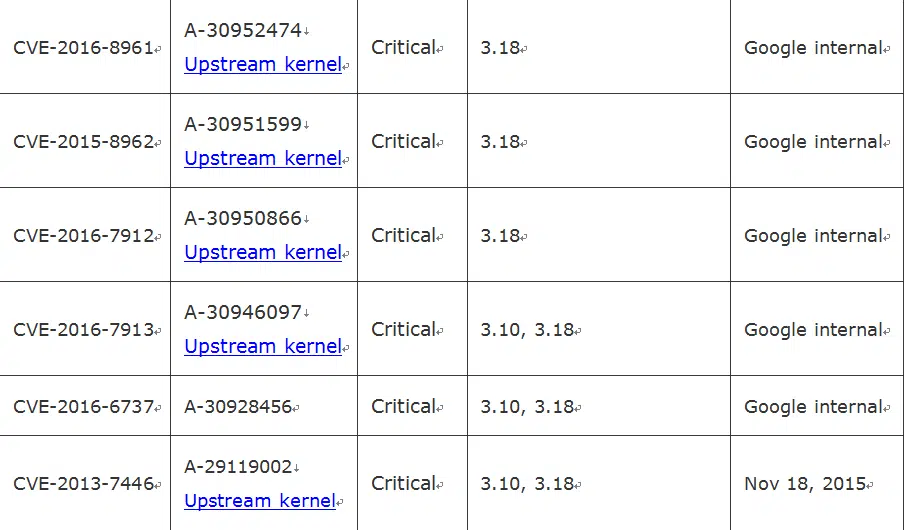 CVE-2016-8961
A-30952474
Upstream kernel
Critical
3.18
Google internal
CVE-2015-8962
A-30951599
Upstream kernel
Critical
3.18
Google internal
CVE-2016-7912
A-30950866
Upstream kernel
Critical
3.18
Google internal
CVE-2016-7913
A-30946097
Upstream kernel
Critical
3.10, 3.18
Google internal
CVE-2016-6737
A-30928456
Critical
3.10, 3.18
Google internal
CVE-2013-7446
A-29119002
Upstream kernel
Critical
3.10, 3.18
Nov 18, 2015